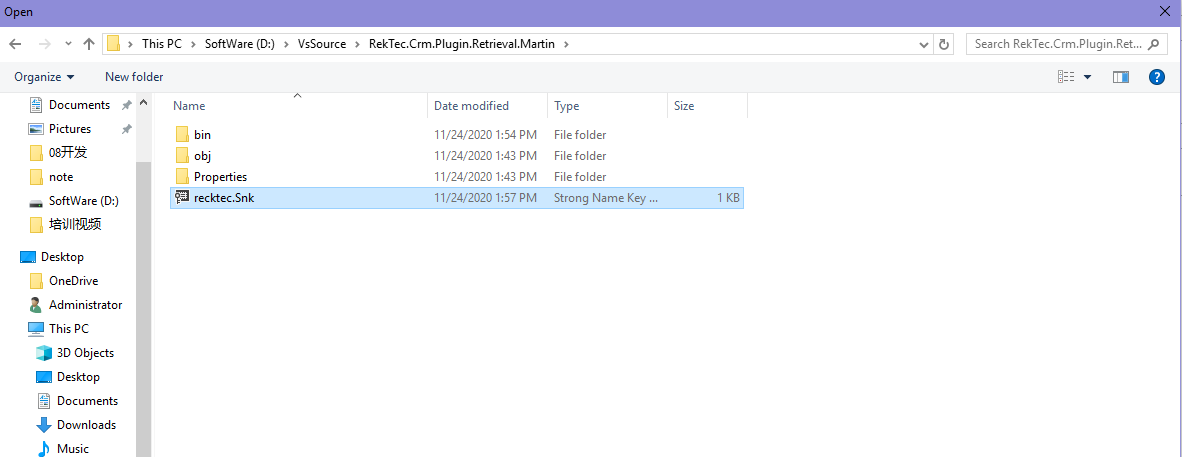 Open
This PC > SoftWare (D:) > VsSource > RekTec.Crm.Plugin.Retrieval.Martin >
Search RekTec.Crm.Plugin.Ret...
Organize
New folder
Name
Date modified
Type
Size
bin
11/24/2020 1:54 PM
File folder
obj
11/24/2020 1:43 PM
File folder
Properties
11/24/2020 1:43 PM
File folder
recktec.Snk
11/24/2020 1:57 PM
Strong Name Key ...
1 KB
Documents
Pictures
08开发
note
SoftWare (D:)
培训视频
Desktop
OneDrive
Administrator
This PC
3D Objects
Desktop
Documents
Downloads
Music